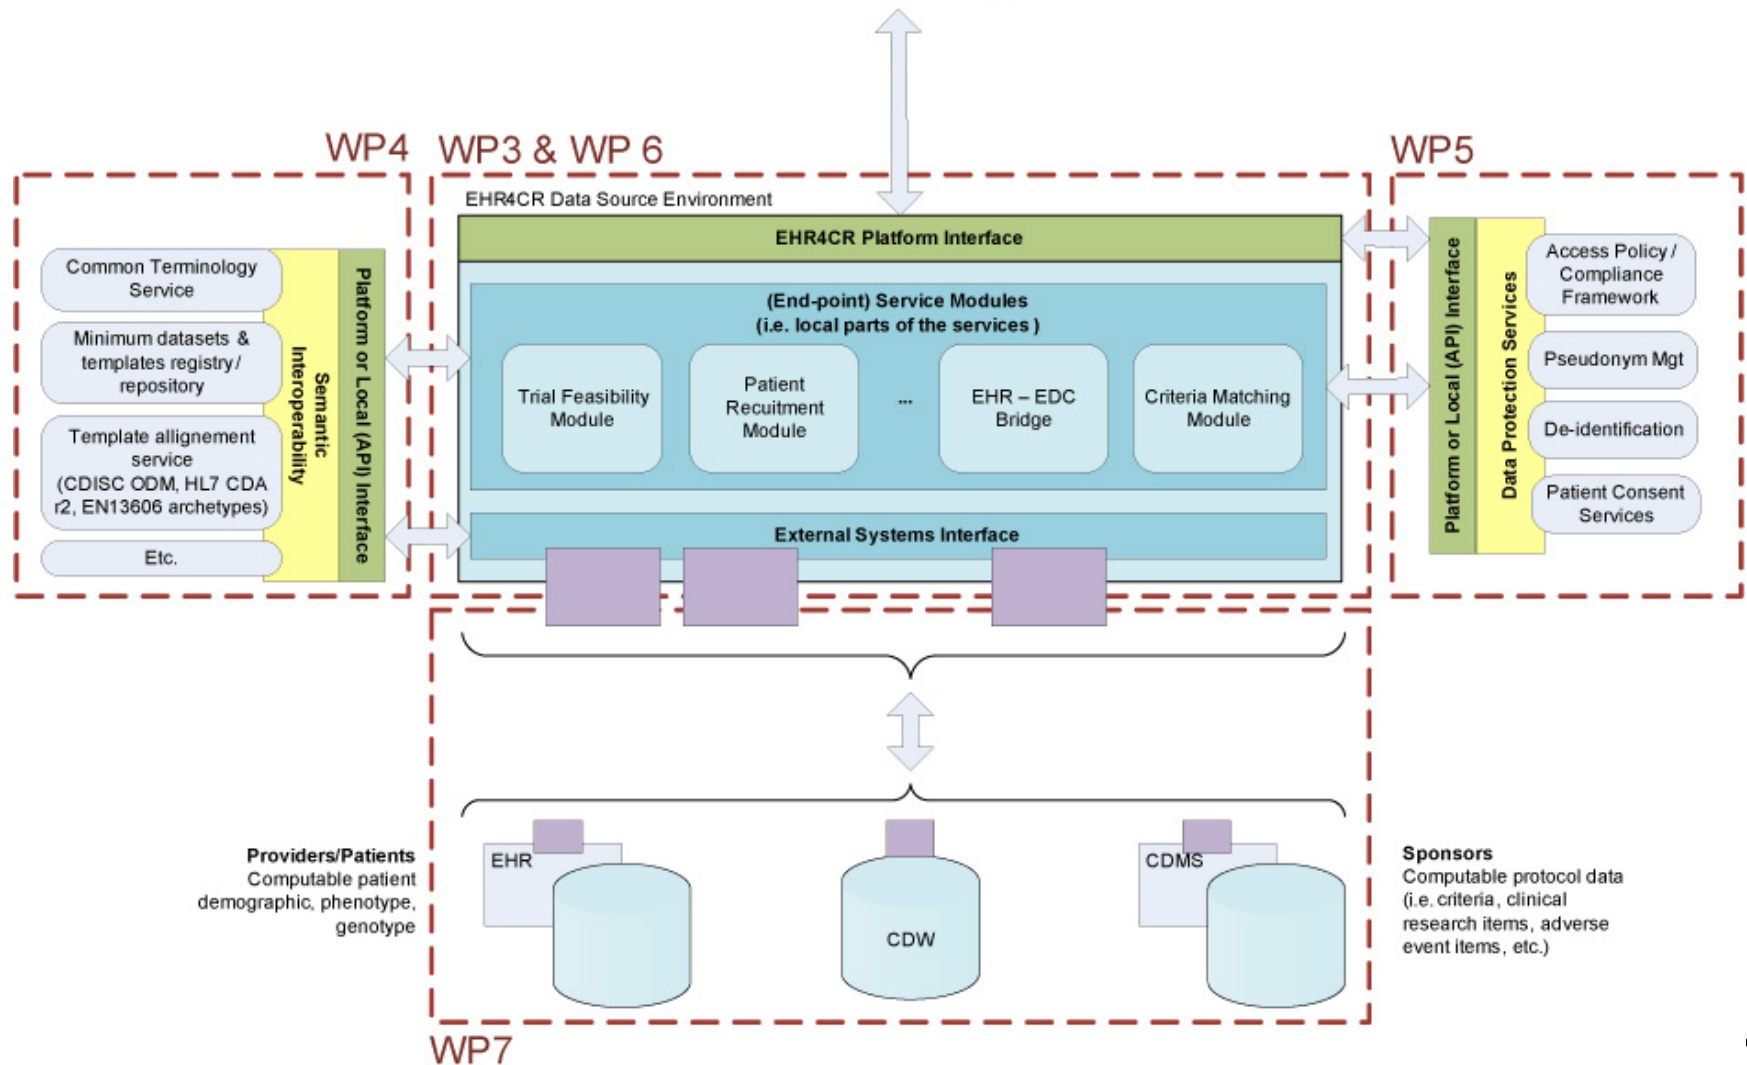 WP4
WP3 & WP 6
WP5
EHR4CR Data Source Environment
EHR4CR Platform Interface
(End-point) Service Modules
(i.e. local parts of the services )
Trial Feasibility
Module
Patient
Recuitment
Module
...
EHR – EDC
Bridge
Criteria Matching
Module
External Systems Interface
Common Terminology
Service
Minimum datasets &
templates registry/
repository
Template allignement
service
(CDISC ODM, HL7 CDA
r2, EN13606 archetypes)
Etc.
Semantic
Interoperability
Platform or Local (API) Interface
Platform or Local (API) Interface
Data Protection Services
Access Policy /
Compliance
Framework
Pseudonym Mgt
De-identification
Patient Consent
Services
Providers/Patients
Computable patient
demographic, phenotype,
genotype
EHR
CDW
CDMS
Sponsors
Computable protocol data
(i.e. criteria, clinical
research items, adverse
event items, etc.)
WP7